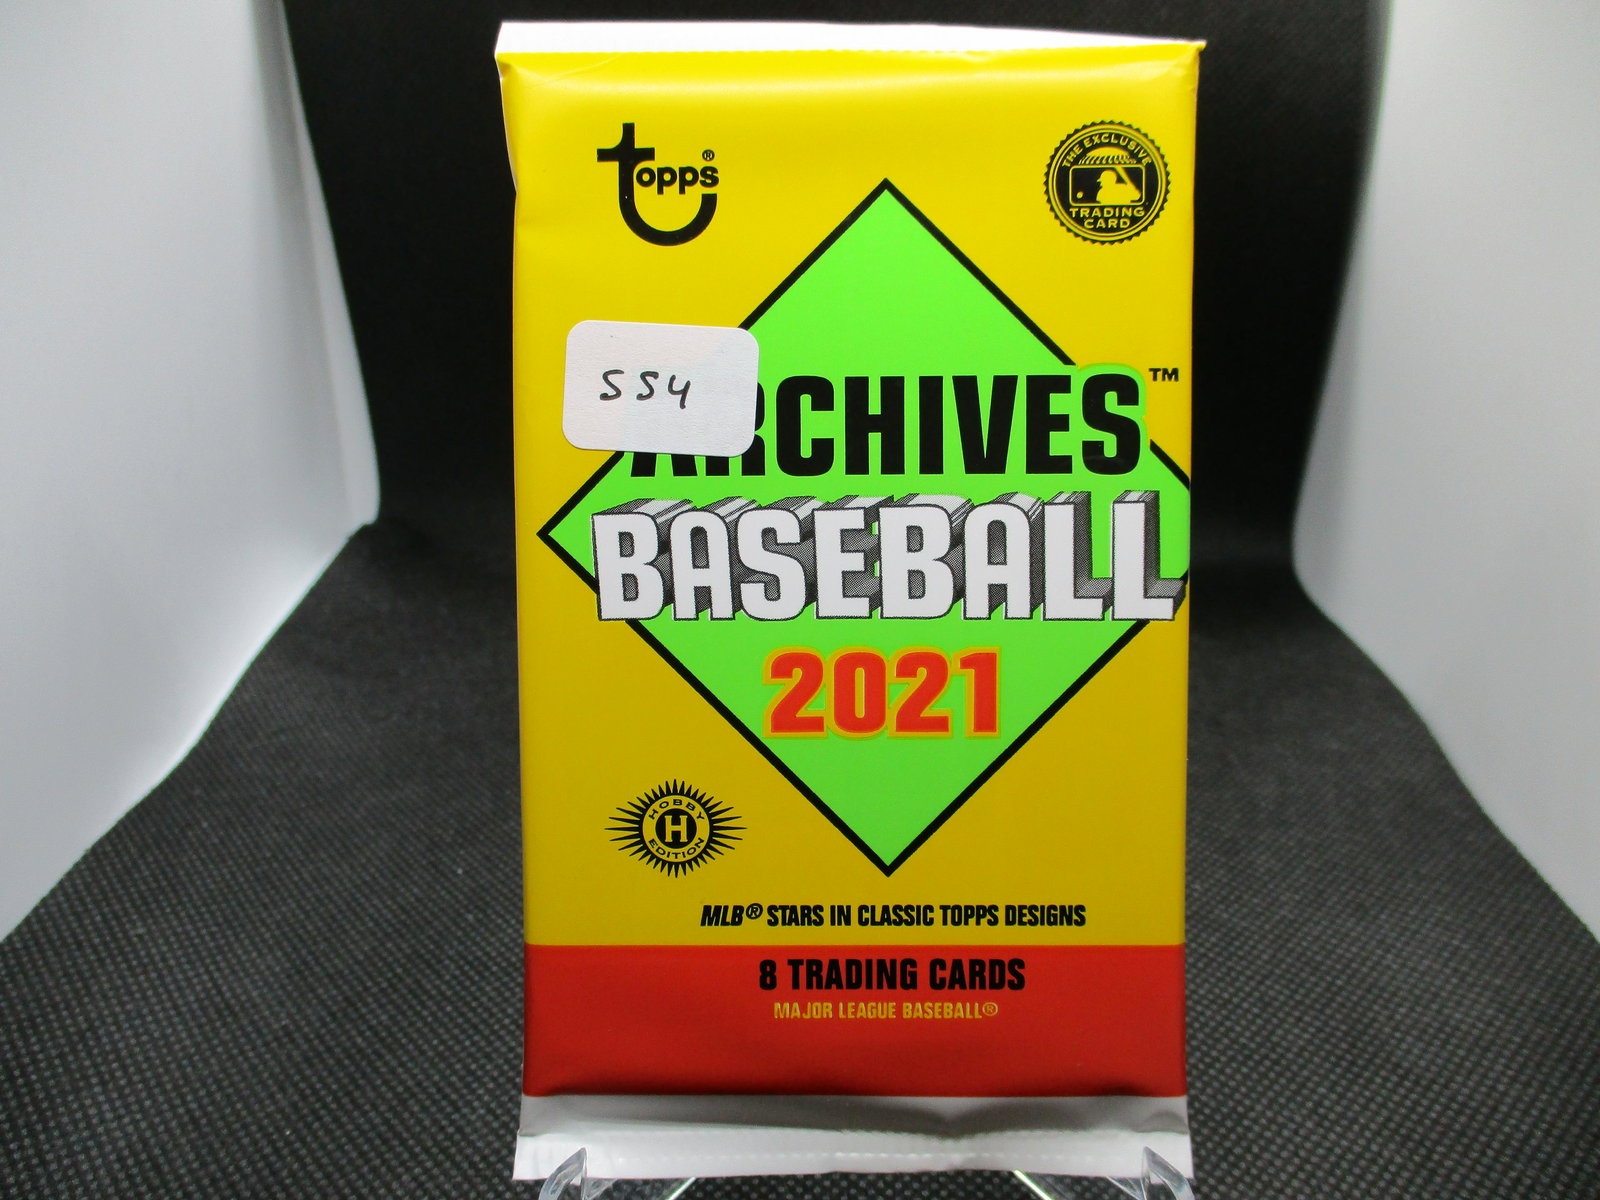 topps®
THE EXCLUSIVE
TRADING
CARD
554
ARCHIVES™
BASEBALL
2021
HOBBY
H
EDITION
MLB® STARS IN CLASSIC TOPPS DESIGNS
8 TRADING CARDS
MAJOR LEAGUE BASEBALL®